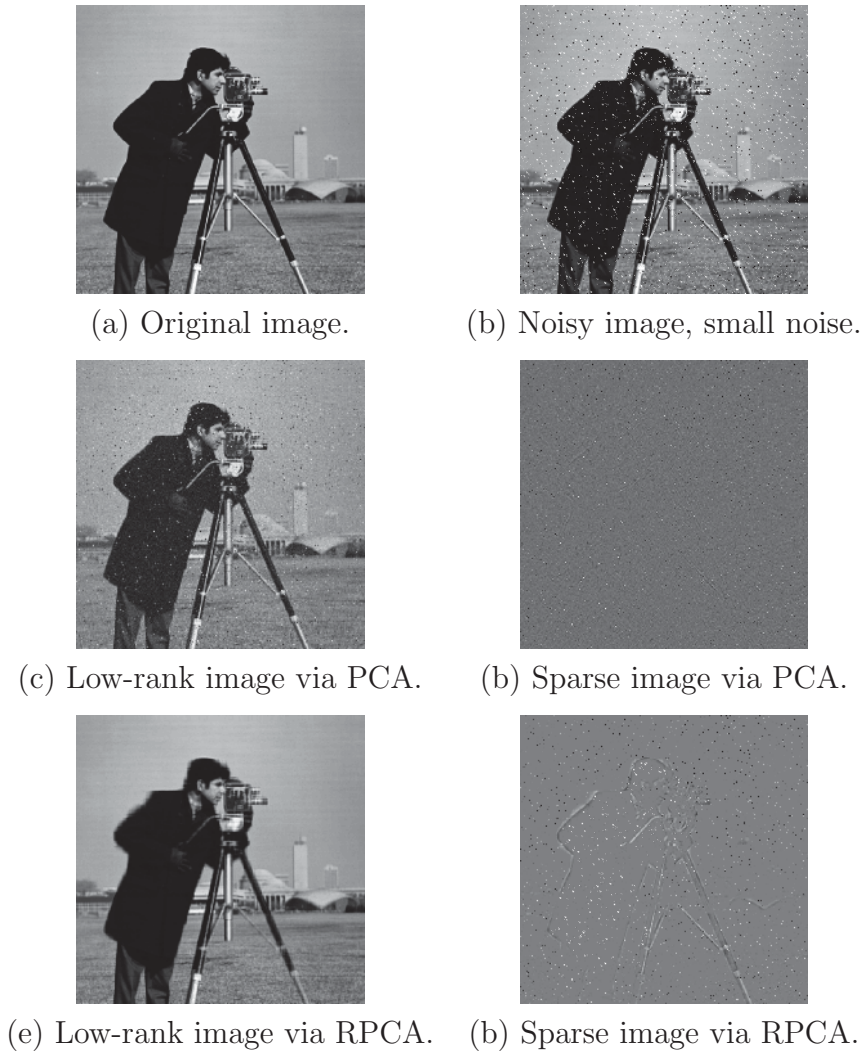 (a) Original image.
(b) Noisy image, small noise.
(c) Low-rank image via PCA.
(b) Sparse image via PCA.
(e) Low-rank image via RPCA.
(b) Sparse image via RPCA.